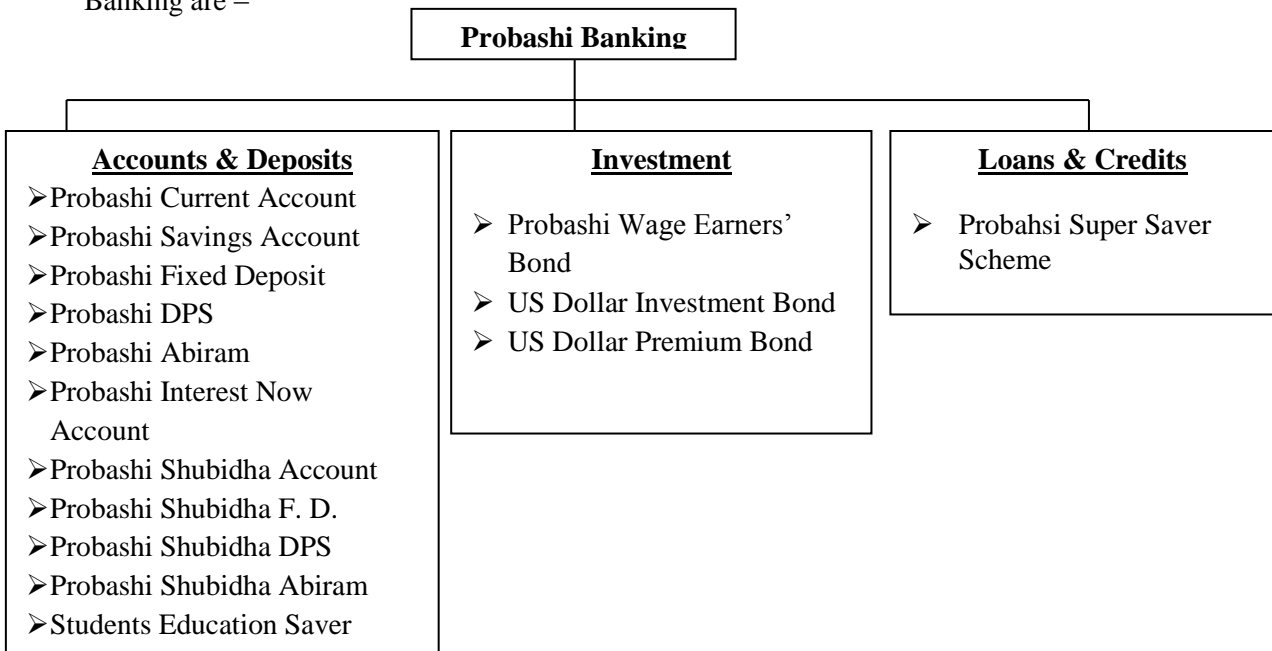 Banking are –
Probashi Banking
Accounts & Deposits
➢Probashi Current Account
➢Probashi Savings Account
➢Probashi Fixed Deposit
➢Probashi DPS
➢Probashi Abiram
➢Probashi Interest Now
Account
➢Probashi Shubidha Account
➢Probashi Shubidha F. D.
➢Probashi Shubidha DPS
➢Probashi Shubidha Abiram
➢Students Education Saver
Investment
➢ Probashi Wage Earners’
Bond
➢ US Dollar Investment Bond
➢ US Dollar Premium Bond
Loans & Credits
➢ Probahsi Super Saver
Scheme